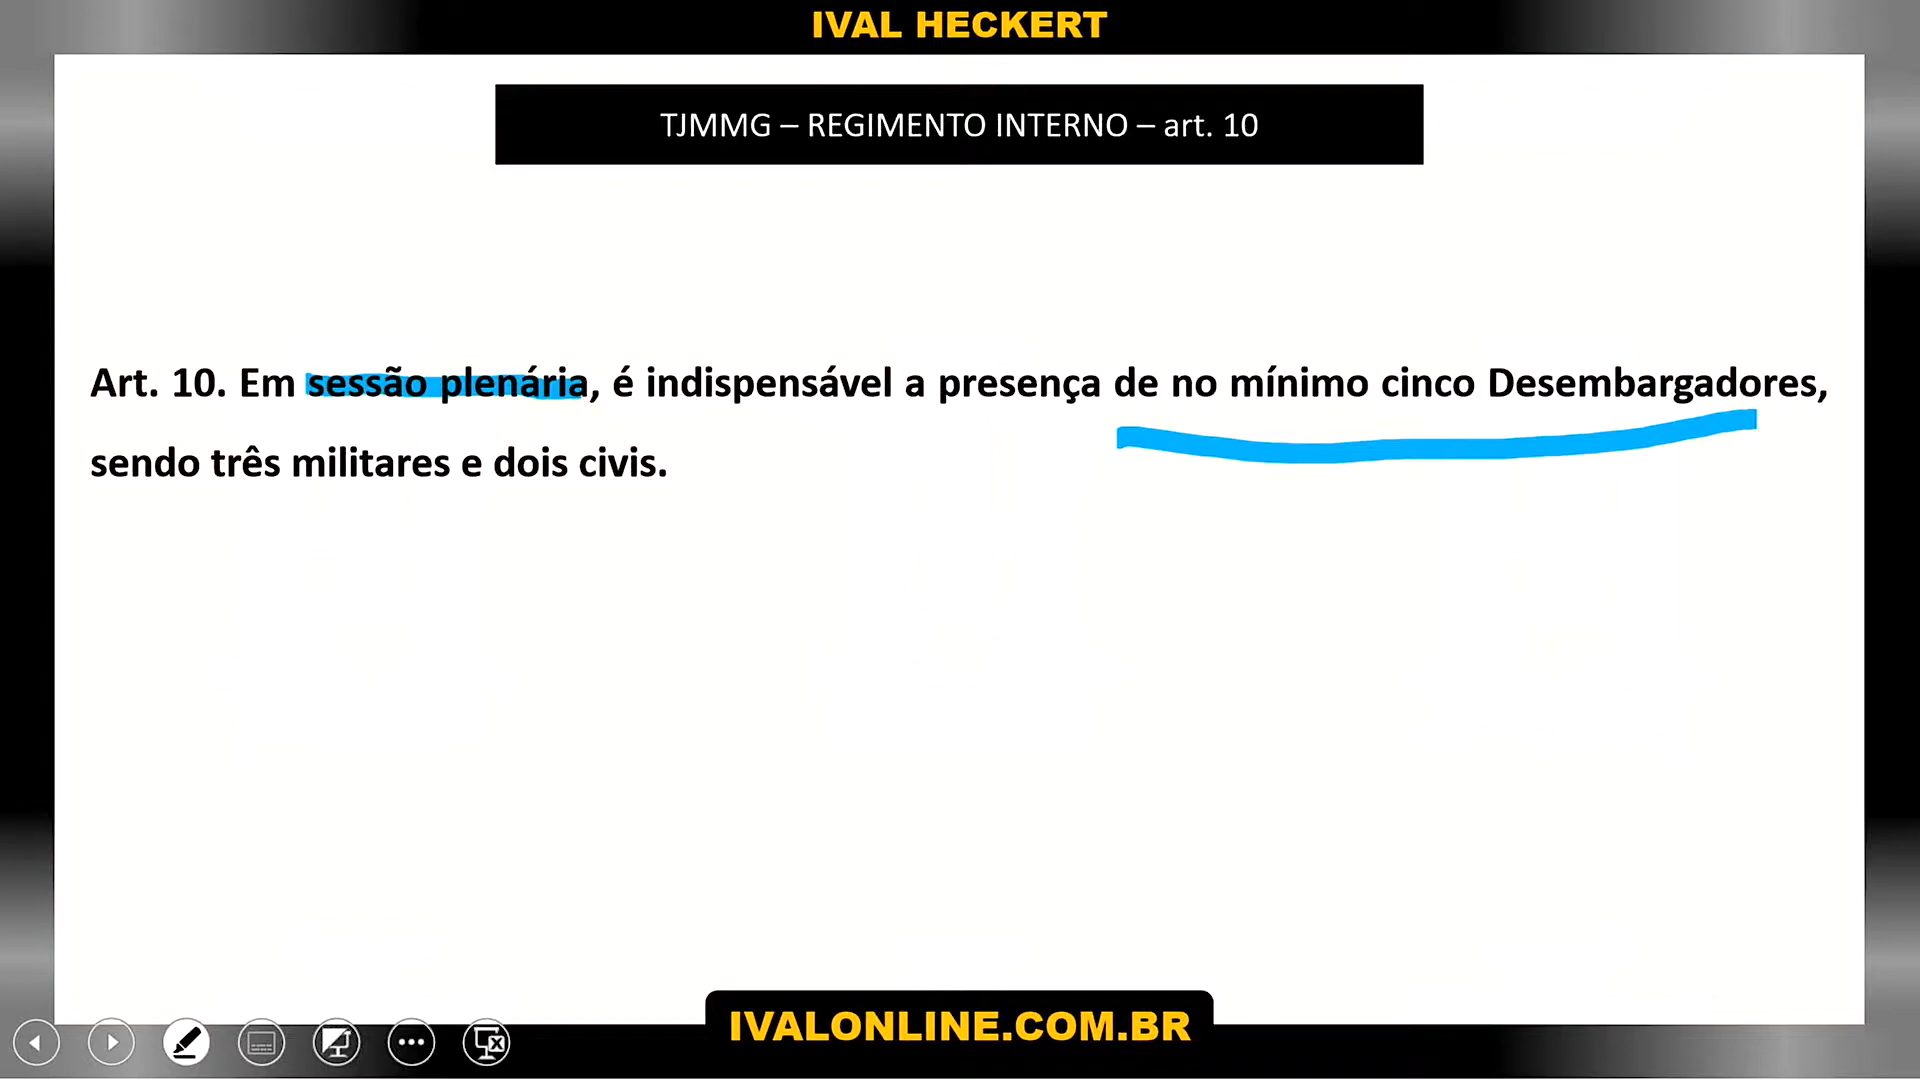 IVAL HECKERT
TJMMG – REGIMENTO INTERNO – art. 10
Art. 10. Em sessão plenária, é indispensável a presença de no mínimo cinco Desembargadores,
sendo três militares e dois civis.
IVALONLINE.COM.BR